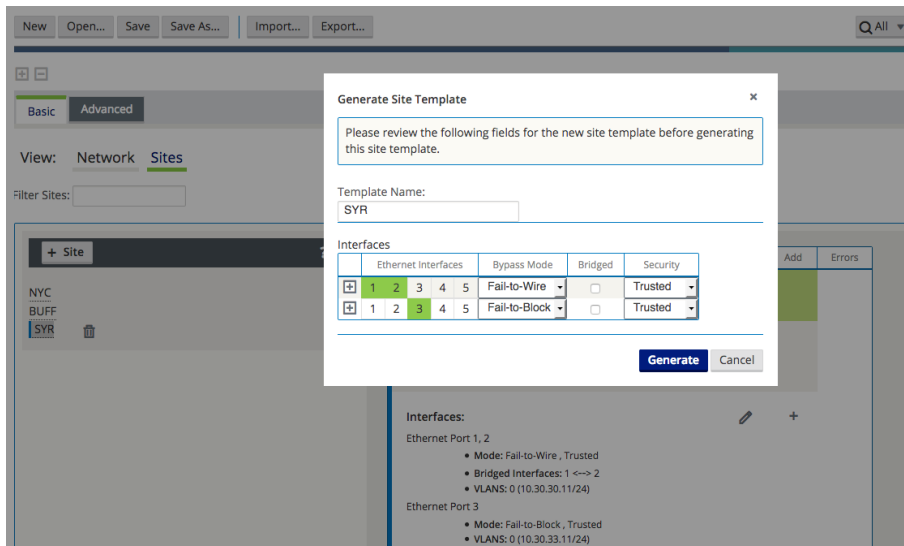 New Open... Save Save As... Import... Export... All
Basic Advanced
View: Network Sites
Filter Sites:
+ Site
NYC
BUFF
SYR
Generate Site Template x
Please review the following fields for the new site template before generating
this site template.
Template Name:
SYR
Interfaces
Ethernet Interfaces Bypass Mode Bridged Security
1 2 3 4 5 Fail-to-Wire Trusted
1 2 3 4 5 Fail-to-Block Trusted
Generate Cancel
Add Errors
Interfaces:
Ethernet Port 1, 2
• Mode: Fail-to-Wire , Trusted
• Bridged Interfaces: 1 <--> 2
• VLANS: 0 (10.30.30.11/24)
Ethernet Port 3
• Mode: Fail-to-Block , Trusted
• VLANS: 0 (10.30.33.11/24)